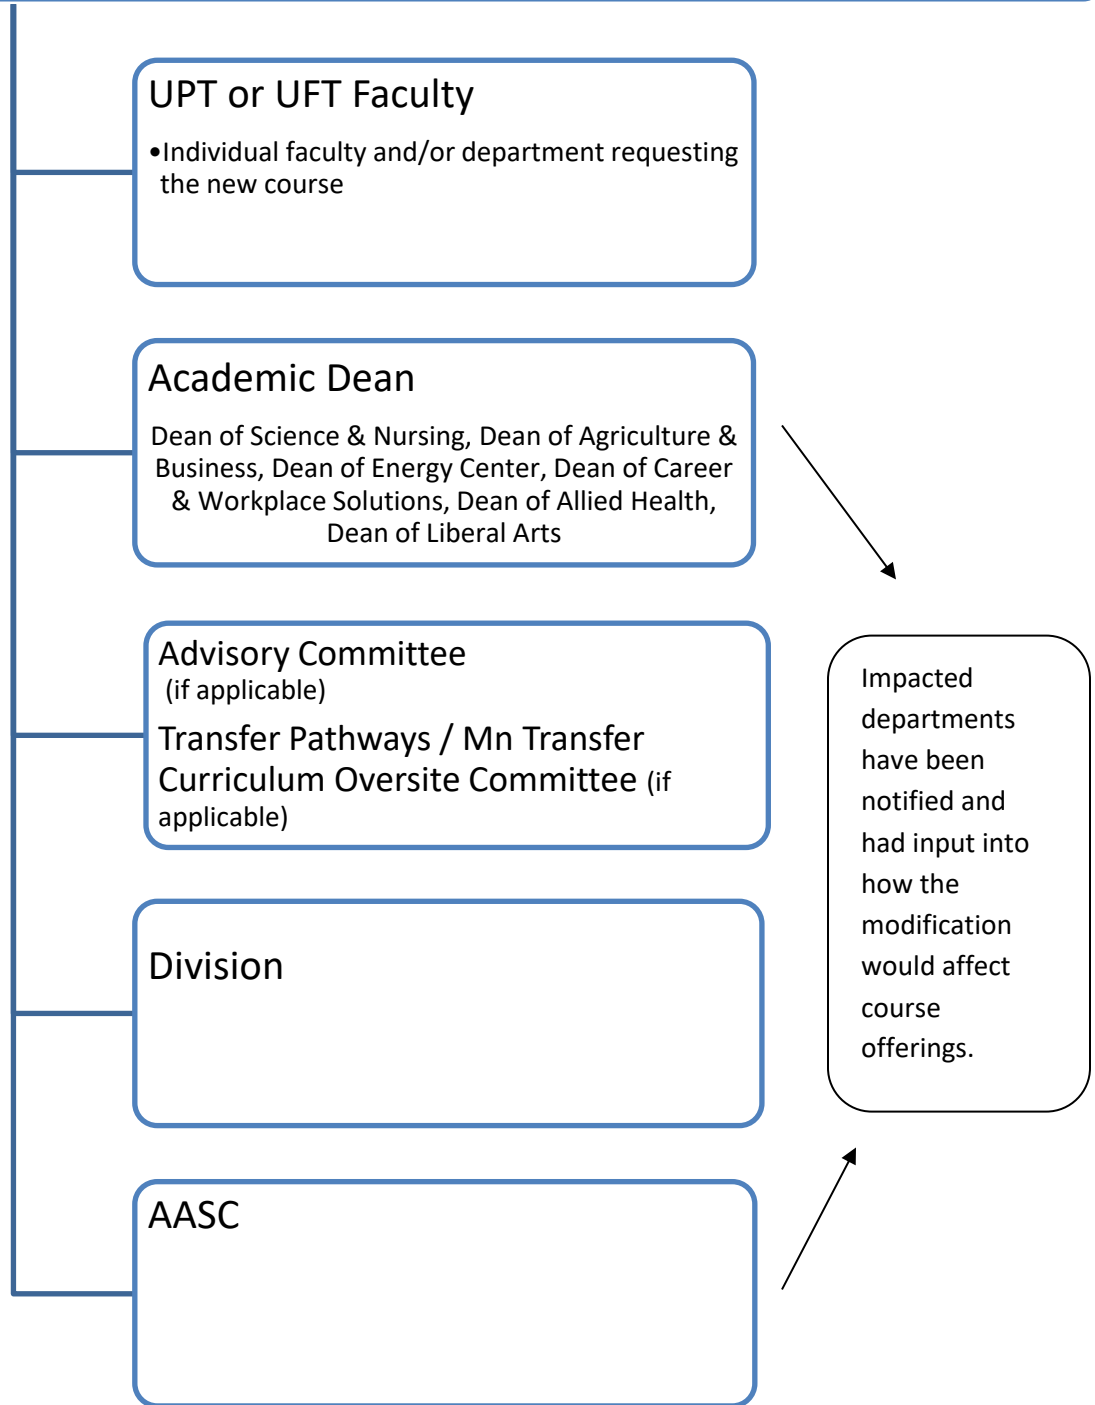 UPT or UFT Faculty
•Individual faculty and/or department requesting
the new course
Academic Dean
Dean of Science & Nursing, Dean of Agriculture &
Business, Dean of Energy Center, Dean of Career
& Workplace Solutions, Dean of Allied Health,
Dean of Liberal Arts
Advisory Committee
(if applicable)
Transfer Pathways / Mn Transfer
Curriculum Oversite Committee (if
applicable)
Division
AASC
Impacted
departments
have been
notified and
had input into
how the
modification
would affect
course
offerings.